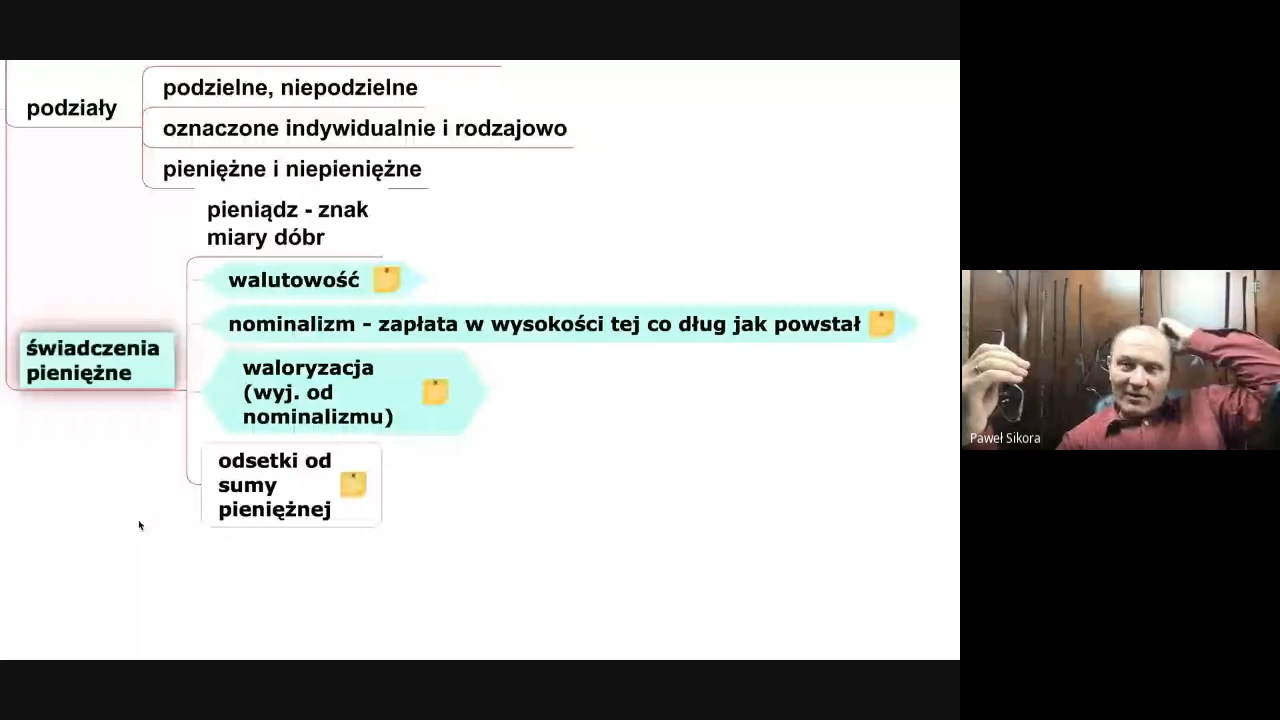 podziały
podzielne, niepodzielne
oznaczone indywidualnie i rodzajowo
pieniężne i niepieniężne
pieniądz - znak
miary dóbr
walutowość
nominalizm - zapłata w wysokości tej co dług jak powstał
świadczenia
pieniężne
waloryzacja
(wyj. od
nominalizmu)
odsetki od
sumy
pieniężnej
Paweł Sikora